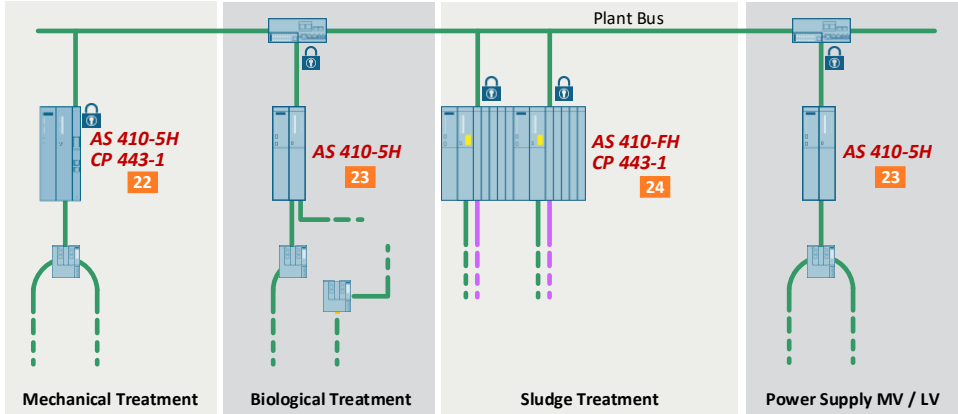 Plant Bus
AS 410-5H
CP 443-1
22
AS 410-5H
23
AS 410-FH
CP 443-1
24
AS 410-5H
23
Mechanical Treatment
Biological Treatment
Sludge Treatment
Power Supply MV / LV